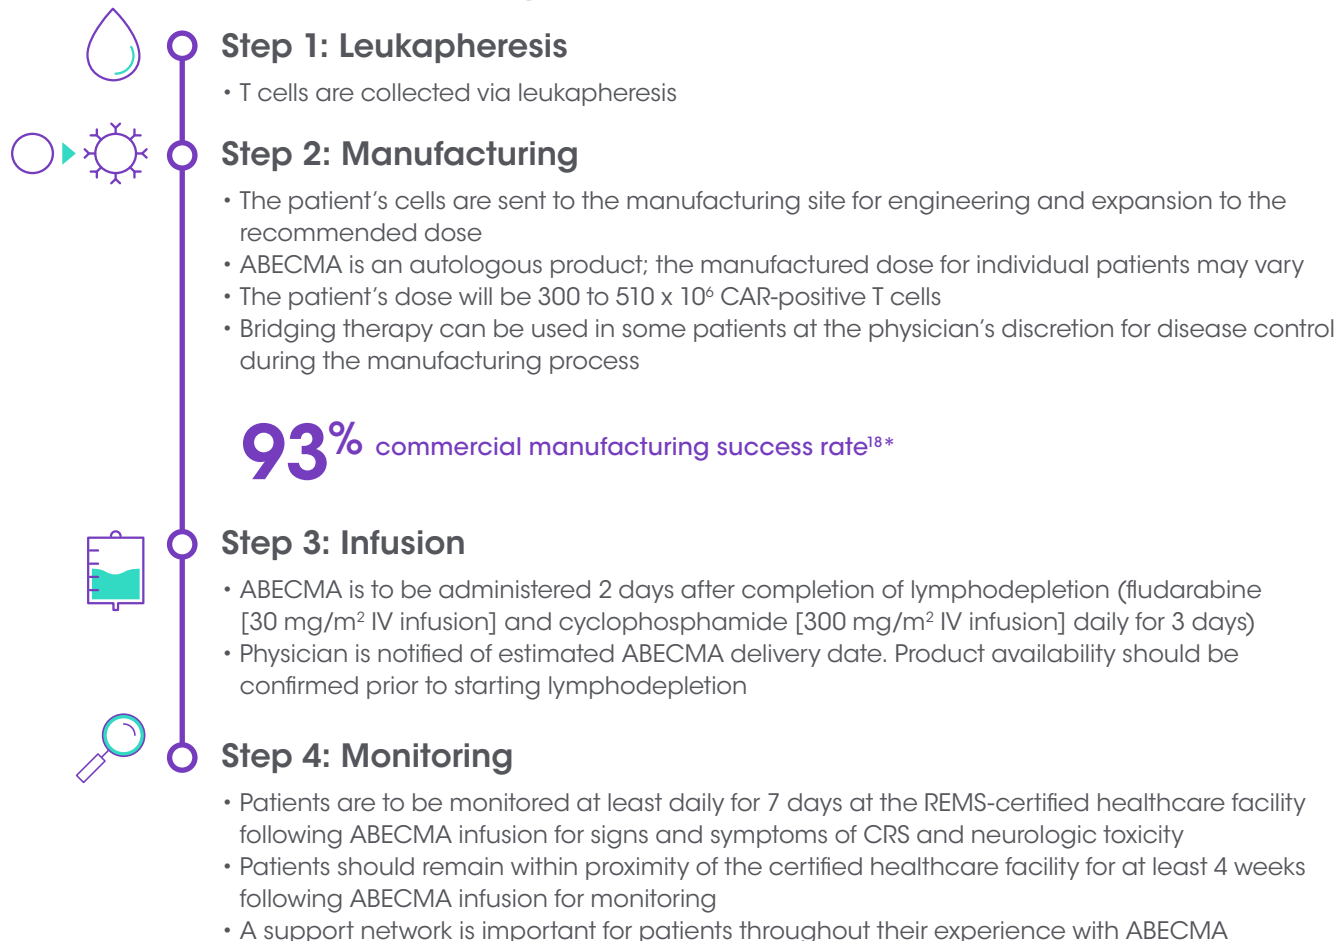 Step 1: Leukapheresis
• T cells are collected via leukapheresis
Step 2: Manufacturing
• The patient’s cells are sent to the manufacturing site for engineering and expansion to the
recommended dose
• ABECMA is an autologous product; the manufactured dose for individual patients may vary
• The patient’s dose will be 300 to 510 x 10⁶ CAR-positive T cells
• Bridging therapy can be used in some patients at the physician’s discretion for disease control
during the manufacturing process
93% commercial manufacturing success rate¹⁸*
Step 3: Infusion
• ABECMA is to be administered 2 days after completion of lymphodepletion (fludarabine
[30 mg/m² IV infusion] and cyclophosphamide [300 mg/m² IV infusion] daily for 3 days)
• Physician is notified of estimated ABECMA delivery date. Product availability should be
confirmed prior to starting lymphodepletion
Step 4: Monitoring
• Patients are to be monitored at least daily for 7 days at the REMS-certified healthcare facility
following ABECMA infusion for signs and symptoms of CRS and neurologic toxicity
• Patients should remain within proximity of the certified healthcare facility for at least 4 weeks
following ABECMA infusion for monitoring
• A support network is important for patients throughout their experience with ABECMA